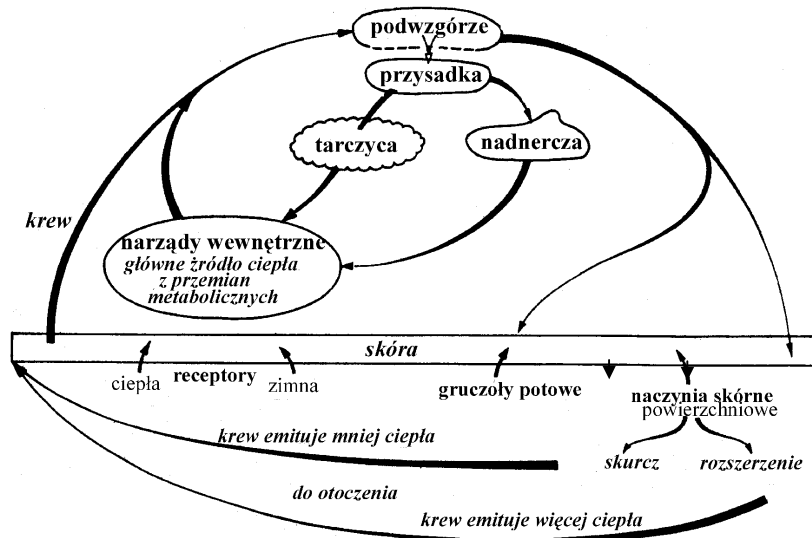 podwzgórze
przysadka
tarczyca
nadnercza
krew
narządy wewnętrzne
główne źródło ciepła
z przemian
metabolicznych
skóra
ciepła
receptory
zimna
gruczoły potowe
naczynia skórne
powierzchniowe
krew emituje mniej ciepła
skurcz
rozszerzenie
do otoczenia
krew emituje więcej ciepła